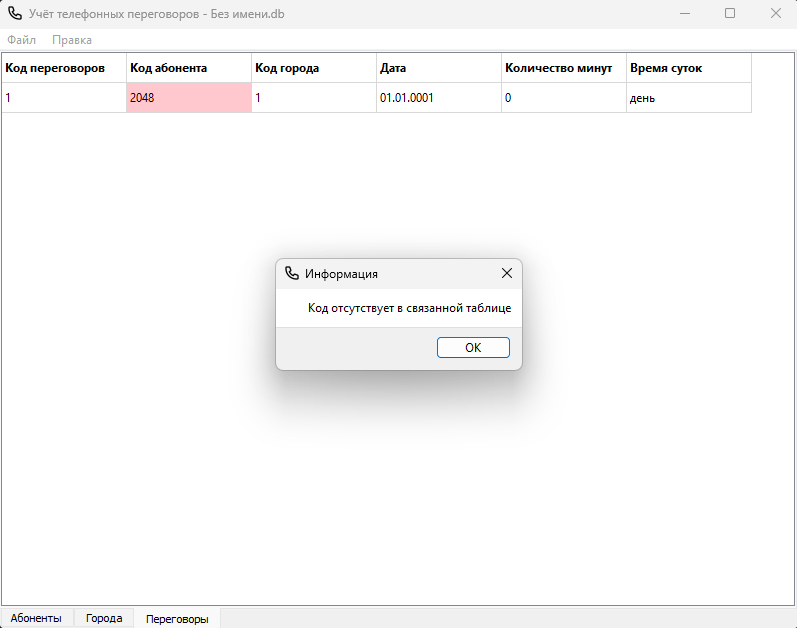 Учёт телефонных переговоров - Без имени.db
Файл Правка
Код переговоров Код абонента Код города Дата Количество минут Время суток
1 2048 1 01.01.0001 0 день
Информация
Код отсутствует в связанной таблице
ОК
Абоненты Города Переговоры